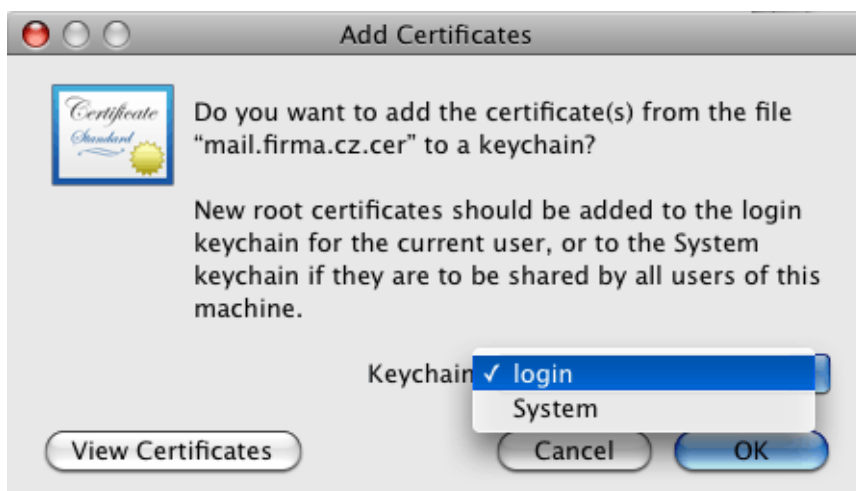 Add Certificates
Certificate
Standard
Do you want to add the certificate(s) from the file
“mail.firma.cz.cer” to a keychain?
New root certificates should be added to the login
keychain for the current user, or to the System
keychain if they are to be shared by all users of this
machine.
Keychain ✓ login
System
View Certificates Cancel OK